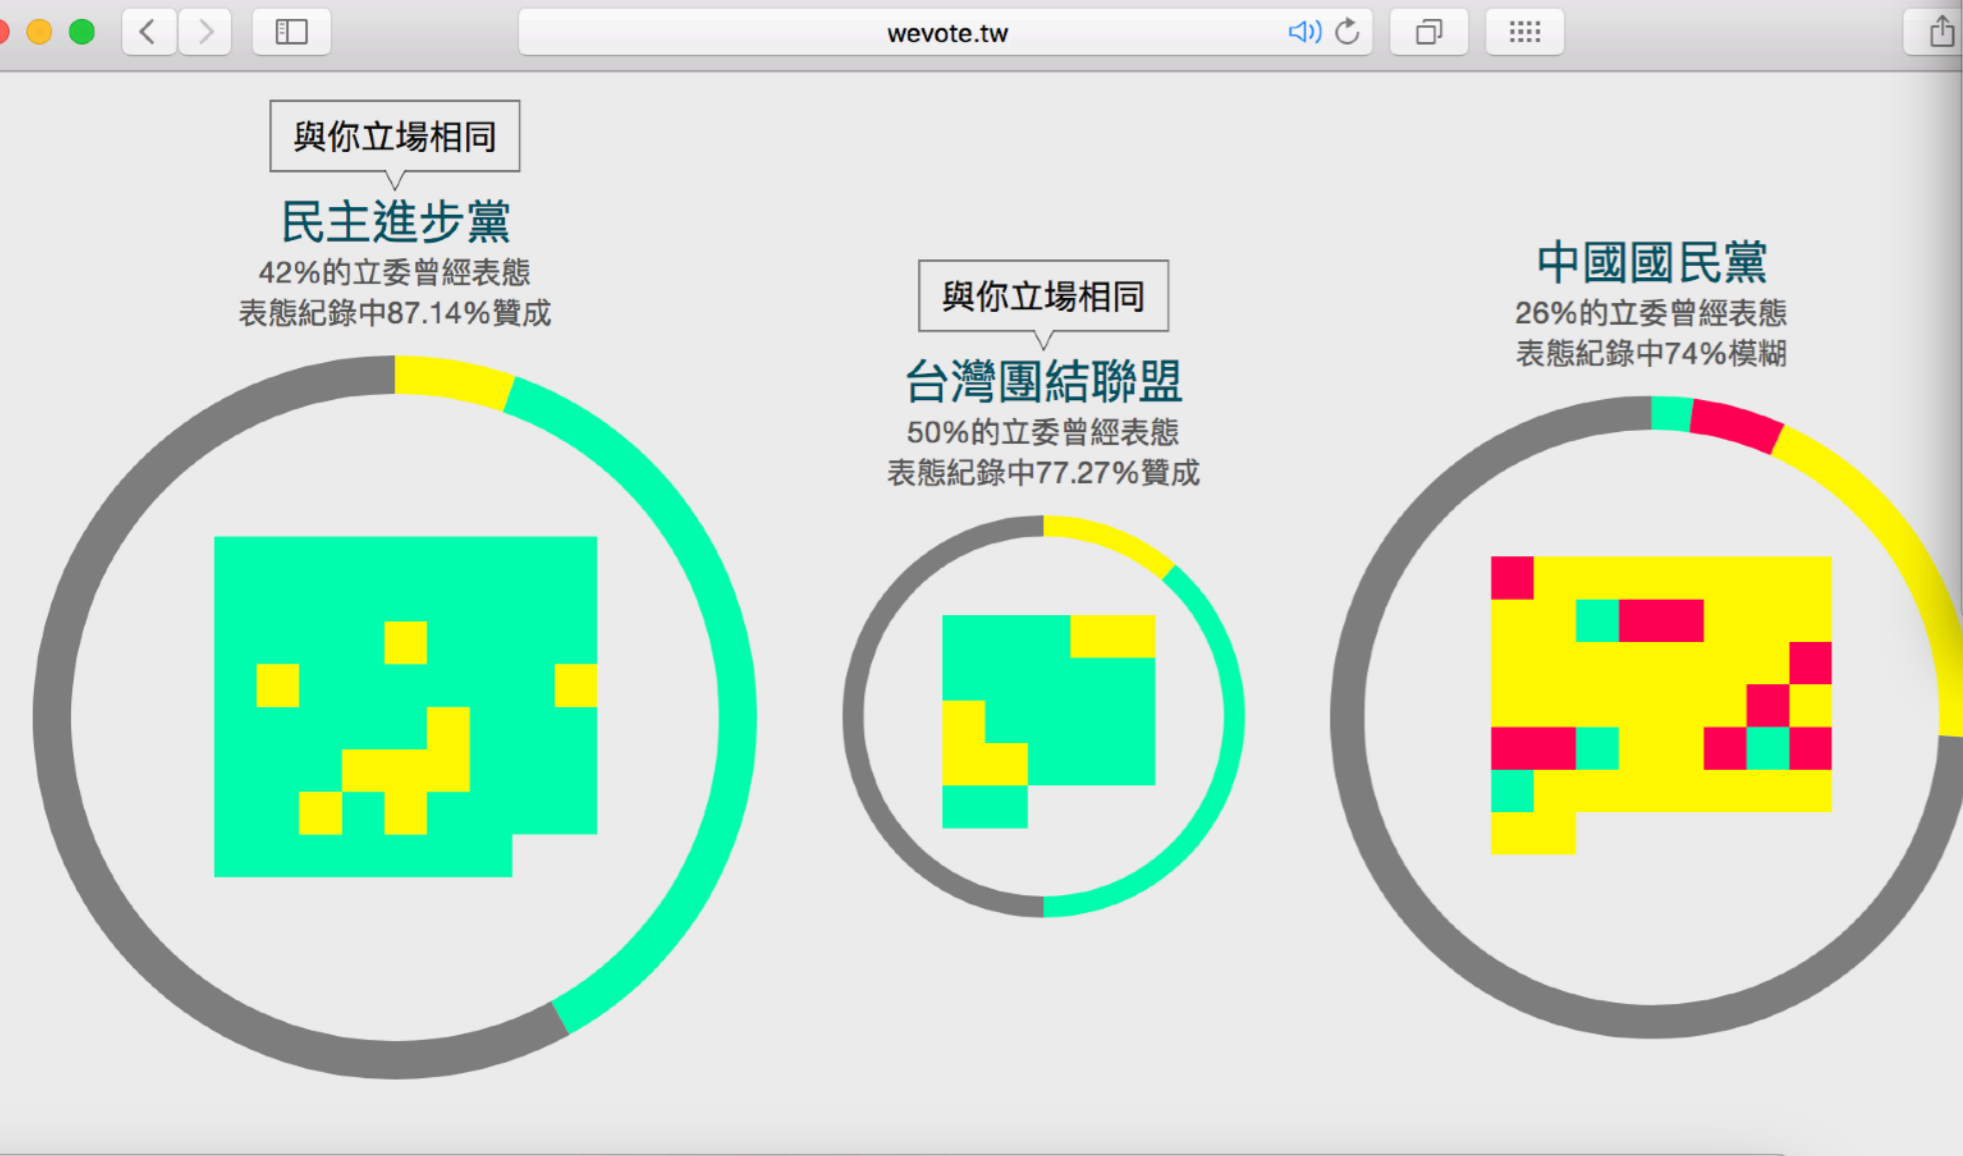 wevote.tw
與你立場相同
民主進步黨
42%的立委曾經表態
表態紀錄中87.14%贊成
與你立場相同
台灣團結聯盟
50%的立委曾經表態
表態紀錄中77.27%贊成
中國國民黨
26%的立委曾經表態
表態紀錄中74%模糊